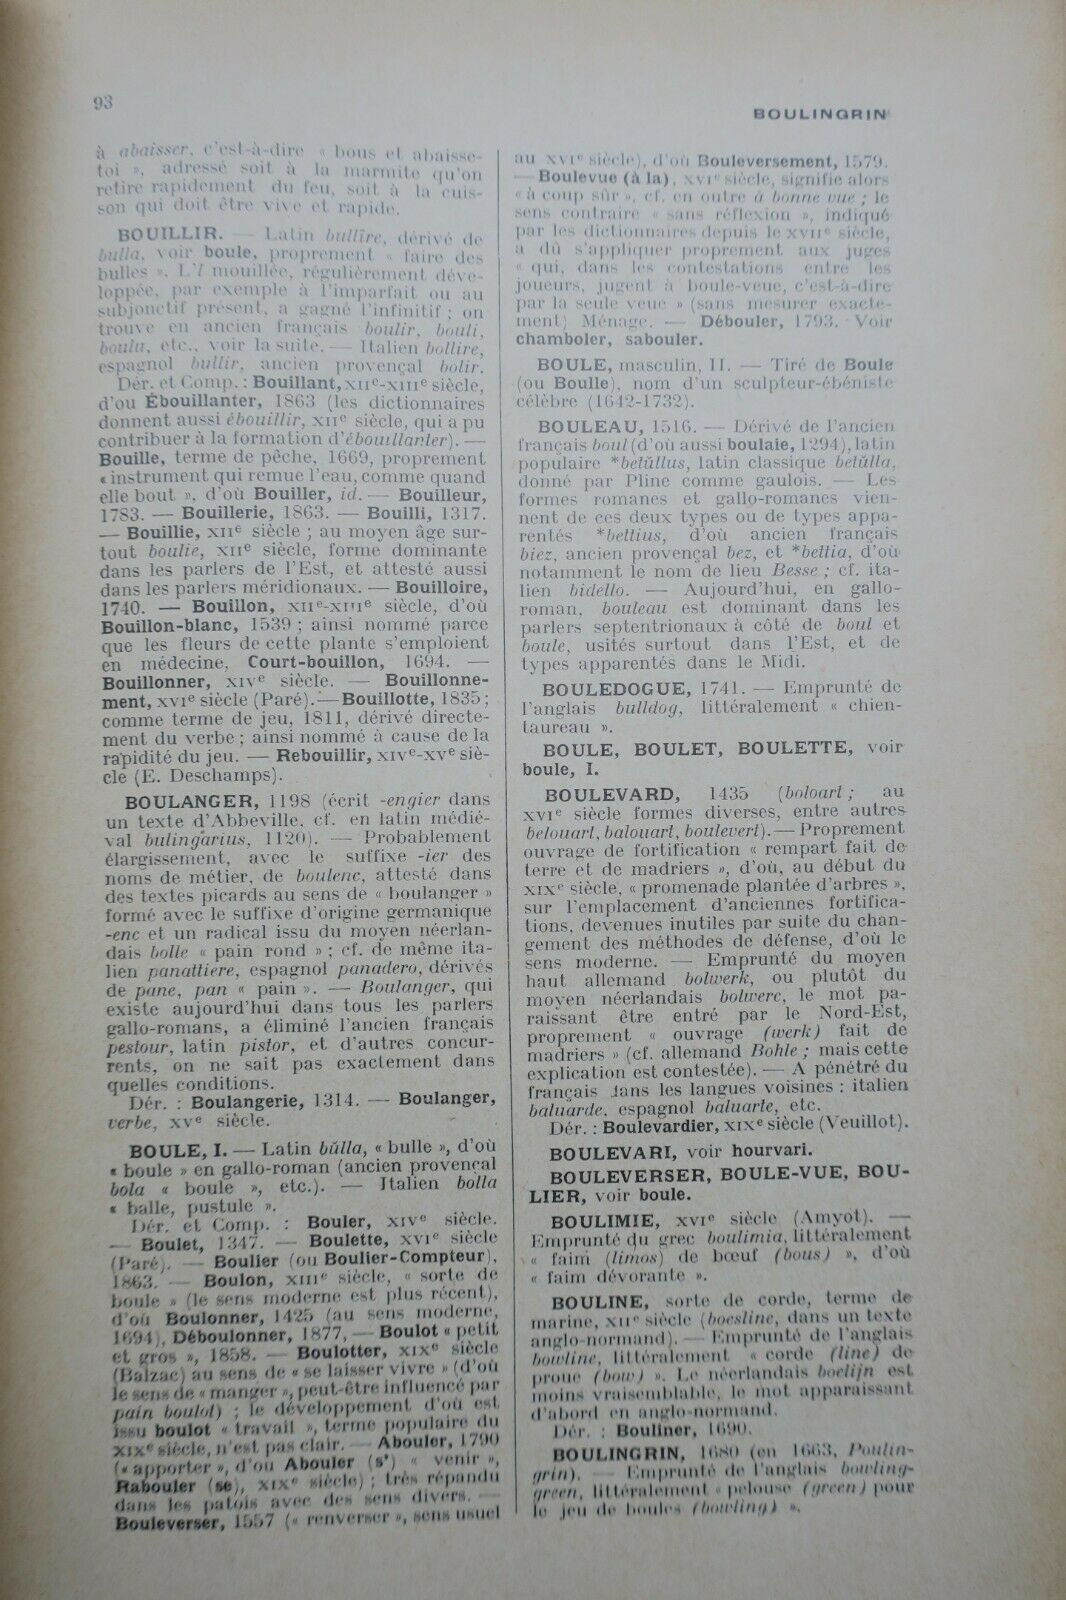 93
BOULINGRIN
à abaisser, c'est-à-dire « bous et abaisse-
toi », adressé soit à la marmite qu'on
retire rapidement du feu, soit à la cuis-
son qui doit être vive et rapide.
BOUILLIR. — Latin bullīre, dérivé de
bulla, voir boule, proprement « faire des
bulles ». L'l mouillée, régulièrement déve-
loppée, par exemple à l'imparfait ou au
subjonctif présent, a gagné l'infinitif ; on
trouve en ancien français boulir, bouli,
boulu, etc., voir la suite. — Italien bollire,
espagnol bullir, ancien provençal bolir.
Dér. et Comp. : Bouillant, XIIe-XIIIe siècle,
d'ou Ébouillanter, 1863 (les dictionnaires
donnent aussi ébouillir, XIIe siècle, qui a pu
contribuer à la formation d'ébouillanter). —
Bouille, terme de pêche, 1669, proprement
« instrument qui remue l'eau, comme quand
elle bout », d'où Bouiller, id. — Bouilleur,
1783. — Bouillerie, 1863. — Bouilli, 1317.
— Bouillie, XIIe siècle ; au moyen âge sur-
tout boulie, XIIe siècle, forme dominante
dans les parlers de l'Est, et attesté aussi
dans les parlers méridionaux. — Bouilloire,
1740. — Bouillon, XIIe-XIIIe siècle, d'où
Bouillon-blanc, 1539 ; ainsi nommé parce
que les fleurs de cette plante s'emploient
en médecine, Court-bouillon, 1694. —
Bouillonner, XIVe siècle. — Bouillonne-
ment, XVIe siècle (Paré). — Bouillotte, 1835 ;
comme terme de jeu, 1811, dérivé directe-
ment du verbe ; ainsi nommé à cause de la
rapidité du jeu. — Rebouillir, XIVe-XVe siè-
cle (E. Deschamps).
BOULANGER, 1198 (écrit -engier dans
un texte d'Abbeville, cf. en latin médié-
val bulingarius, 1120). — Probablement
élargissement, avec le suffixe -ier des
noms de métier, de boulenc, attesté dans
des textes picards au sens de « boulanger »
formé avec le suffixe d'origine germanique
-enc et un radical issu du moyen néerlan-
dais bolle « pain rond » ; cf. de même ita-
lien panattiere, espagnol panadero, dérivés
de pane, pan « pain ». — Boulanger, qui
existe aujourd'hui dans tous les parlers
gallo-romans, a éliminé l'ancien français
pestour, latin pistor, et d'autres concur-
rents, on ne sait pas exactement dans
quelles conditions.
Dér. : Boulangerie, 1314. — Boulanger,
verbe, XVe siècle.
BOULE, I. — Latin bŭlla, « bulle », d'où
« boule » en gallo-roman (ancien provençal
bola « boule », etc.). — Italien bolla
« balle, pustule ».
Dér. et Comp. : Bouler, XIVe siècle.
— Boulet, 1347. — Boulette, XVIe siècle
(Paré). — Boulier (ou Boulier-Compteur),
1863. — Boulon, XIIIe siècle, « sorte de
boule » (le sens moderne est plus récent),
d'où Boulonner, 1425 (au sens moderne,
1694), Déboulonner, 1877, — Boulot « petit
et gros », 1858. — Boulotter, XIXe siècle
(Balzac) au sens de « se laisser vivre » (d'où
le sens de « manger », peut-être influencé par
pain boulot) ; le développement d'où est
issu boulot « travail », terme populaire du
XIXe siècle, n'est pas clair. — Abouler, 1790
(« apporter », d'ou Abouler (s') « venir »,
Rabouler (se), XIXe siècle) ; très répandu
dans les patois avec des sens divers. —
Bouleverser, 1557 (« renverser », sens usuel
au XVIe siècle), d'où Bouleversement, 1579.
— Boulevue (à la), XVIe siècle, signifie alors
« à coup sûr », cf. en outre à bonne vue ; le
sens contraire « sans réflexion », indiqué
par les dictionnaires depuis le XVIIe siècle,
a dû s'appliquer proprement aux juges
« qui, dans les contestations entre les
joueurs, jugent à boule-veue, c'est-à-dire
par la seule veue » (sans mesurer exacte-
ment) Ménage. — Débouler, 1793. Voir
chamboler, sabouler.
BOULE, masculin, II. — Tiré de Boule
(ou Boulle), nom d'un sculpteur-ébéniste
célèbre (1642-1732).
BOULEAU, 1516. — Dérivé de l'ancien
français boul (d'où aussi boulaie, 1294), latin
populaire *betŭllus, latin classique betŭlla,
donné par Pline comme gaulois. — Les
formes romanes et gallo-romanes vien-
nent de ces deux types ou de types appa-
rentés *bettius, d'où ancien français
biez, ancien provençal bez, et *bettia, d'où
notamment le nom de lieu Besse ; cf. ita-
lien bidello. — Aujourd'hui, en gallo-
roman, bouleau est dominant dans les
parlers septentrionaux à côté de boul et
boule, usités surtout dans l'Est, et de
types apparentés dans le Midi.
BOULEDOGUE, 1741. — Emprunté de
l'anglais bulldog, littéralement « chien-
taureau ».
BOULE, BOULET, BOULETTE, voir
boule, I.
BOULEVARD, 1435 (boloart ; au
XVIe siècle formes diverses, entre autres
belouart, balouart, boulevert). — Proprement
ouvrage de fortification « rempart fait de
terre et de madriers », d'où, au début du
XIXe siècle, « promenade plantée d'arbres »,
sur l'emplacement d'anciennes fortifica-
tions, devenues inutiles par suite du chan-
gement des méthodes de défense, d'où le
sens moderne. — Emprunté du moyen
haut allemand bolwerk, ou plutôt du
moyen néerlandais bolwerc, le mot pa-
raissant être entré par le Nord-Est,
proprement « ouvrage (werk) fait de
madriers » (cf. allemand Bohle ; mais cette
explication est contestée). — A pénétré du
français dans les langues voisines : italien
baluarde, espagnol baluarte, etc.
Dér. : Boulevardier, XIXe siècle (Veuillot).
BOULEVARI, voir hourvari.
BOULEVERSER, BOULE-VUE, BOU-
LIER, voir boule.
BOULIMIE, XVIe siècle (Amyot). —
Emprunté du grec boulimia, littéralement
« faim (limos) de bœuf (bous) », d'où
« faim dévorante ».
BOULINE, sorte de corde, terme de
marine, XIIe siècle (boesline, dans un texte
anglo-normand). — Emprunté de l'anglais
bowline, littéralement « corde (line) de
proue (bow) ». Le néerlandais boelijn est
moins vraisemblable, le mot apparaissant
d'abord en anglo-normand.
Dér. : Bouliner, 1690.
BOULINGRIN, 1680 (en 1663, Poulin-
grin). — Emprunté de l'anglais bowling-
green, littéralement « pelouse (green) pour
le jeu de boules (bowling) ».